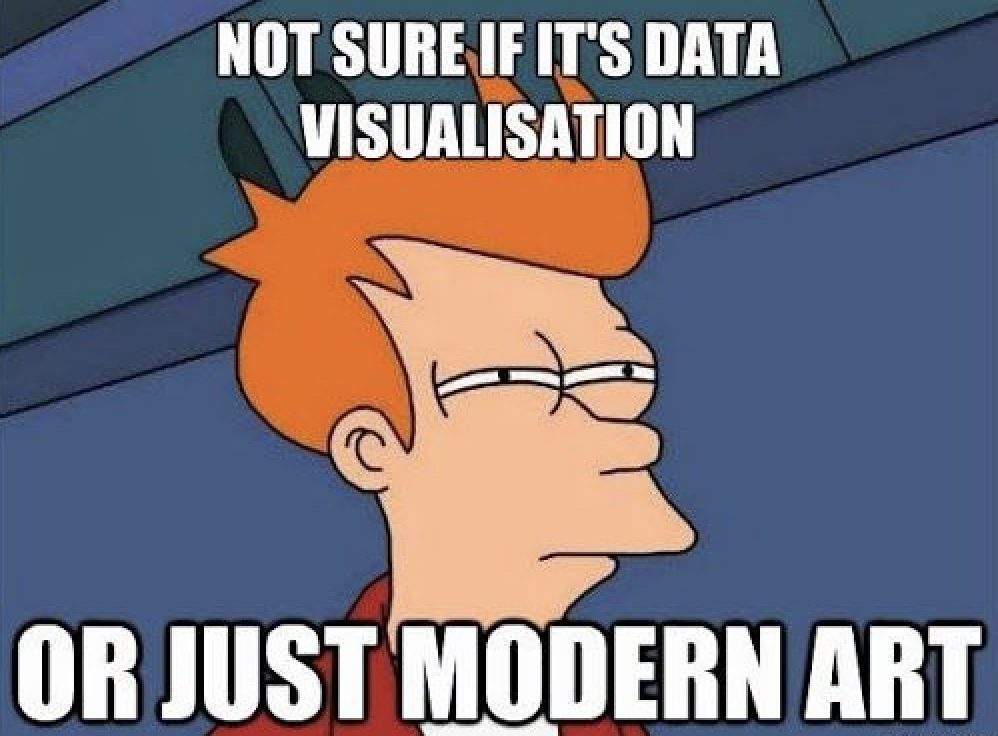 NOT SURE IF IT'S DATA
VISUALISATION
OR JUST MODERN ART